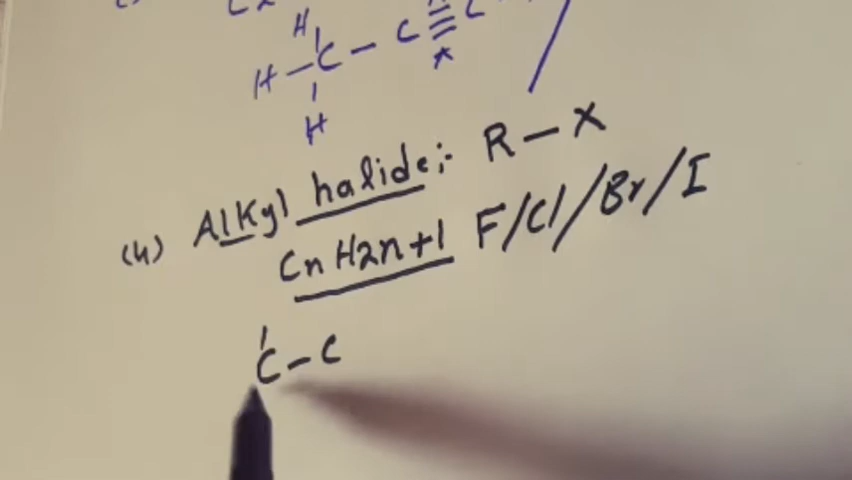 H
H — C — C ≡ C
H
(4) Alkyl halide :- R — X
CnH2n+1 F/Cl/Br/I
C — C